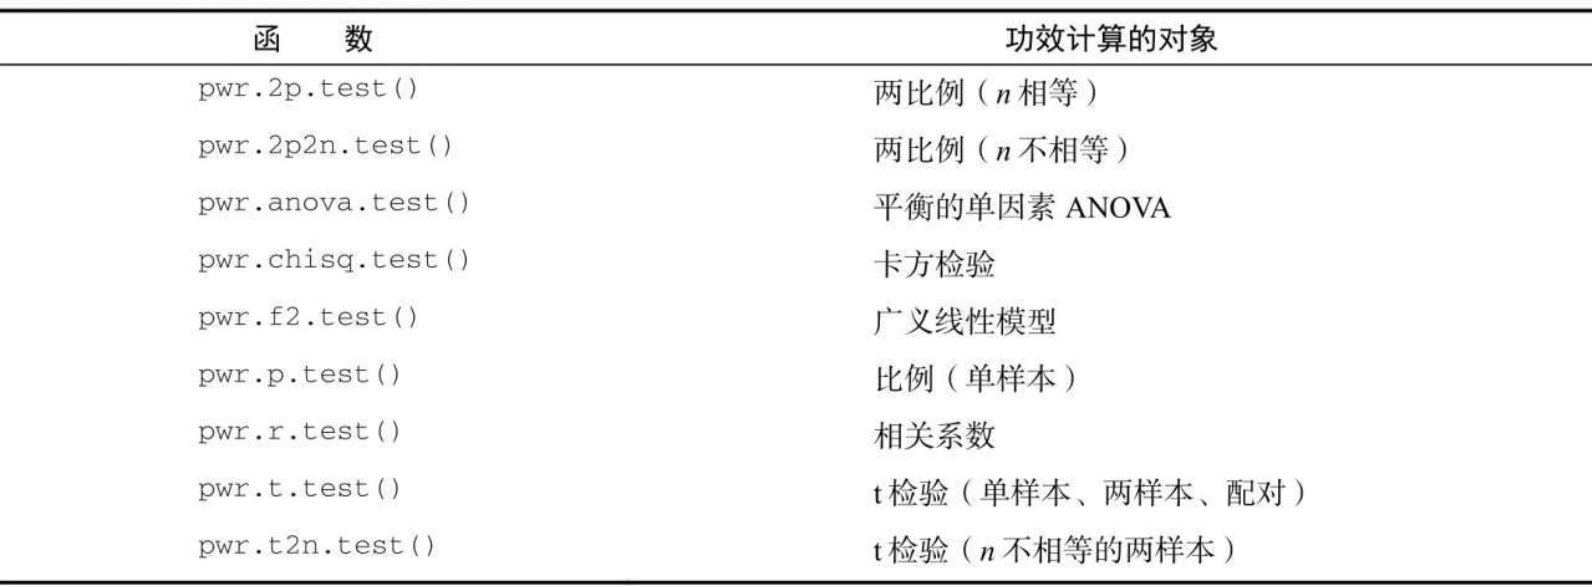 函 数 功效计算的对象
pwr.2p.test() 两比例（n 相等）
pwr.2p2n.test() 两比例（n 不相等）
pwr.anova.test() 平衡的单因素 ANOVA
pwr.chisq.test() 卡方检验
pwr.f2.test() 广义线性模型
pwr.p.test() 比例（单样本）
pwr.r.test() 相关系数
pwr.t.test() t 检验（单样本、两样本、配对）
pwr.t2n.test() t 检验（n 不相等的两样本）